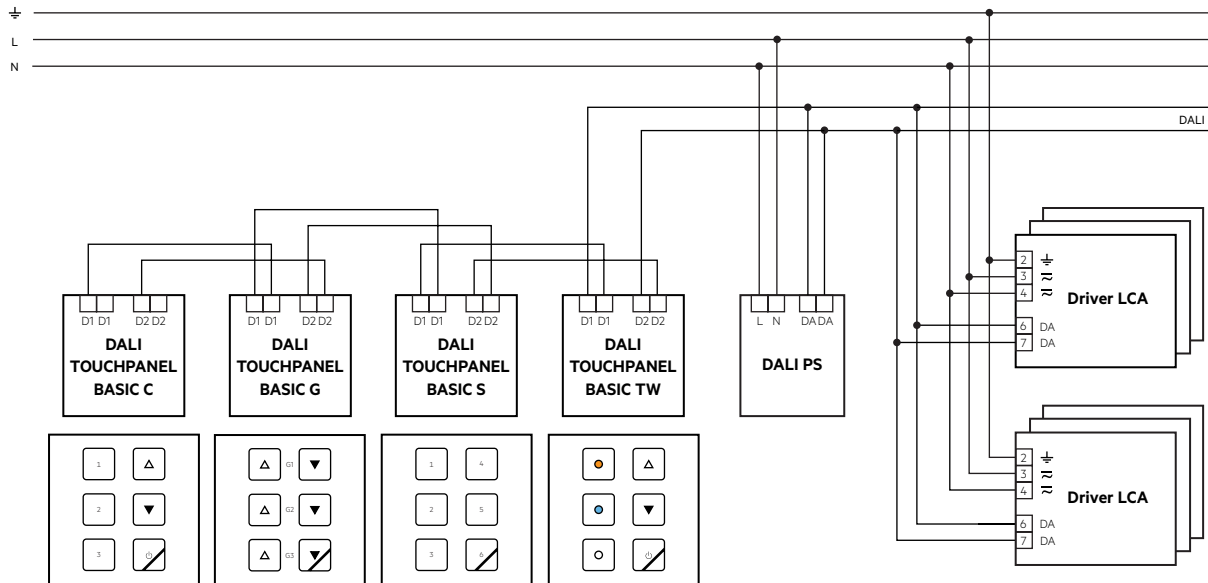 L
N
DALI
D1 D1 D2 D2
DALI
TOUCHPANEL
BASIC C
D1 D1 D2 D2
DALI
TOUCHPANEL
BASIC G
D1 D1 D2 D2
DALI
TOUCHPANEL
BASIC S
D1 D1 D2 D2
DALI
TOUCHPANEL
BASIC TW
L N DA DA
DALI PS
2
3
4
6 DA
7 DA
Driver LCA
2
3
4
6 DA
7 DA
Driver LCA
1
2
3
G1
G2
G3
1 4
2 5
3 6